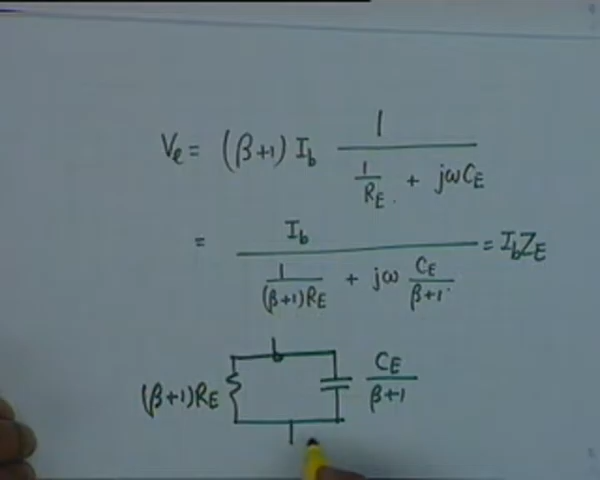 Ve = (β+1) Ib 1 / (1/RE + jωCE)
= Ib / (1/((β+1)RE) + jω CE/(β+1)) = IbZE
(β+1)RE CE/(β+1)